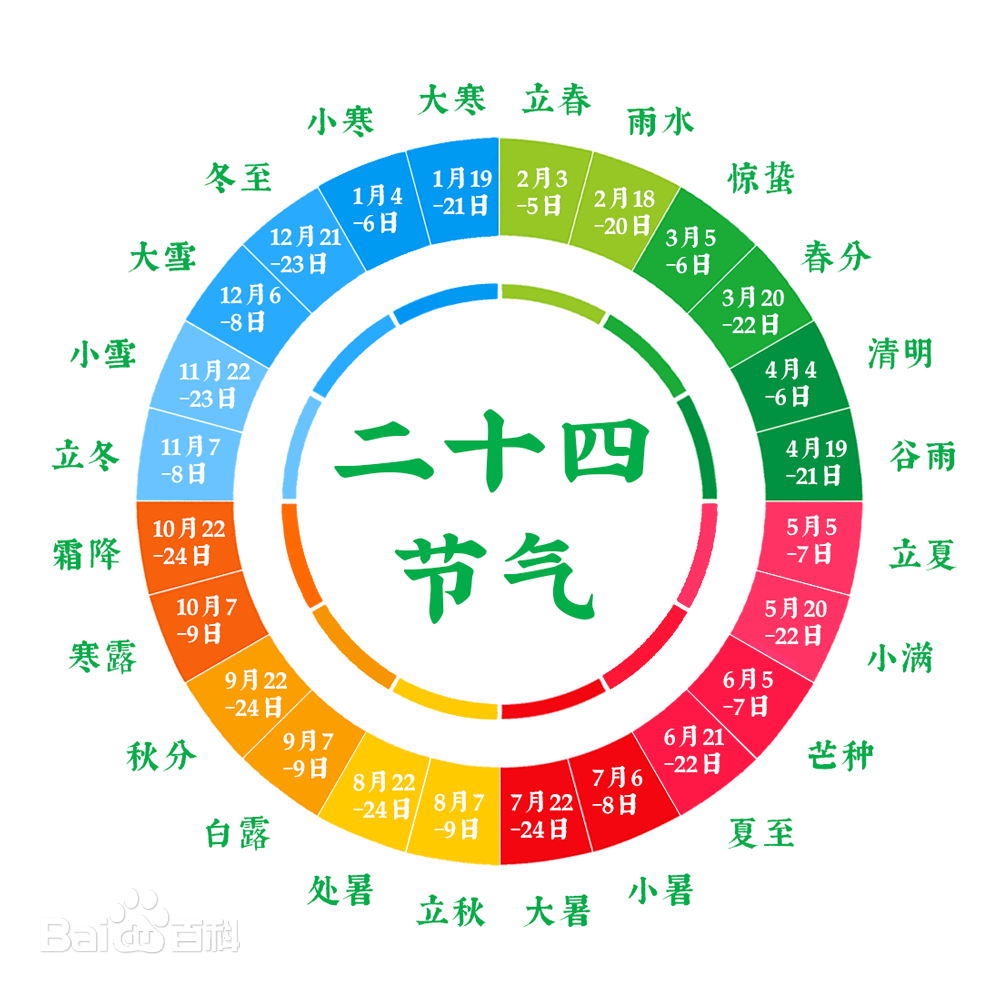 立春
2月3
-5日
雨水
2月18
-20日
惊蛰
3月5
-6日
春分
3月20
-22日
清明
4月4
-6日
谷雨
4月19
-21日
立夏
5月5
-7日
小满
5月20
-22日
芒种
6月5
-7日
夏至
6月21
-22日
小暑
7月6
-8日
大暑
7月22
-24日
立秋
8月7
-9日
处暑
8月22
-24日
白露
9月7
-9日
秋分
9月22
-24日
寒露
10月7
-9日
霜降
10月22
-24日
立冬
11月7
-8日
小雪
11月22
-23日
大雪
12月6
-8日
冬至
12月21
-23日
小寒
1月4
-6日
大寒
1月19
-21日
二十四
节气
Bai百科